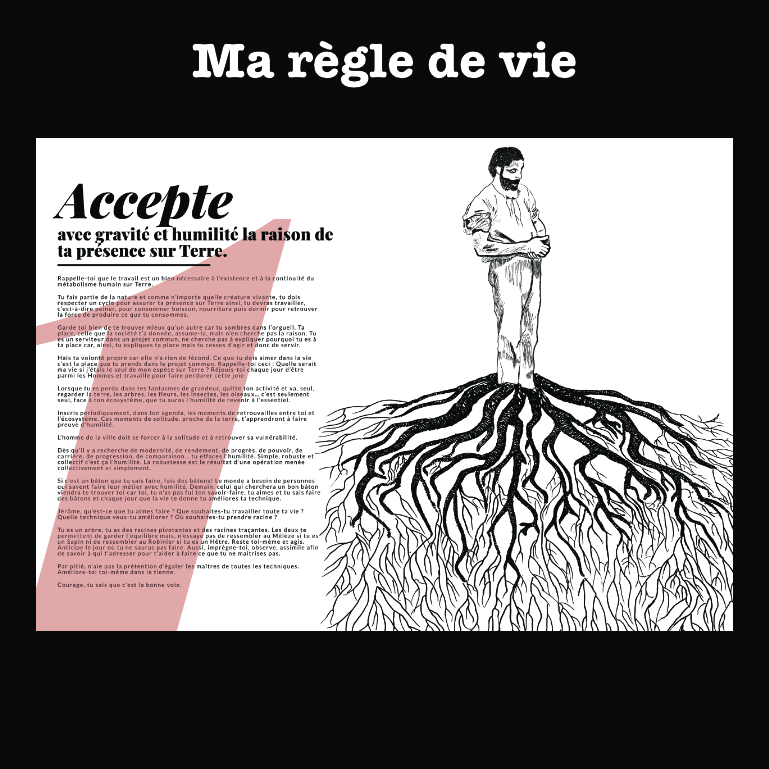 Ma règle de vie
Accepte
avec gravité et humilité la raison de
ta présence sur Terre.
Rappelle-toi que le travail est un bien nécessaire à l'existence et à la continuité du
métabolisme humain sur Terre.
Tu fais partie de la nature et comme n'importe quelle créature vivante, tu dois
respecter un cycle pour assurer ta présence sur Terre ainsi, tu devras travailler,
c'est-à-dire peiner, pour consommer boisson, nourriture puis dormir pour retrouver
la force de produire ce que tu consommes.
Garde toi bien de te trouver mieux qu'un autre car tu sombres dans l'orgueil. Ta
place, celle que la société t'a donnée, assume-la, mais n'en cherche pas la raison. Tu
es un serviteur dans un projet commun, ne cherche pas à expliquer pourquoi tu es à
ta place car, ainsi, tu expliques ta place mais tu cesses d'agir et donc de servir.
Hais ta volonté propre car elle n'a rien de fécond. Ce que tu dois aimer dans la vie
c'est la place que tu prends dans le projet commun. Rappelle-toi ceci : Quelle serait
ma vie si j'étais le seul de mon espèce sur Terre ? Réjouis-toi chaque jour d'être
parmi les Hommes et travaille pour faire perdurer cette joie.
Lorsque tu es perdu dans tes fantasmes de grandeur, quitte ton activité et va, seul,
regarder la terre, les arbres, les fleurs, les insectes, les oiseaux... c'est seulement
seul, face à ton écosystème, que tu auras l'humilité de revenir à l'essentiel.
Inscris périodiquement, dans ton agenda, les moments de retrouvailles entre toi et
l'écosystème. Ces moments de solitude, proche de la terre, t'apprendront à faire
preuve d'humilité.
L'homme de la ville doit se forcer à la solitude et à retrouver sa vulnérabilité.
Dès qu'il y a recherche de modernité, de rendement, de progrès, de pouvoir, de
carrière, de progression, de comparaison... tu effaces l'humilité. Simple, robuste et
collectif c'est ça l'humilité. La robustesse est le résultat d'une opération menée
collectivement et simplement.
Si c'est un bâton que tu sais faire, fais des bâtons! Le monde a besoin de personnes
qui savent faire leur métier avec humilité. Demain, celui qui cherchera un bon bâton
viendra te trouver toi car toi, tu n'as pas fui ton savoir-faire, tu aimes et tu sais faire
des bâtons et chaque jour que la vie te donne tu améliores ta technique.
Jérôme, qu'est-ce que tu aimes faire ? Que souhaites-tu travailler toute ta vie ?
Quelle technique veux-tu améliorer ? Où souhaites-tu prendre racine ?
Tu es un arbre, tu as des racines pivotantes et des racines traçantes. Les deux te
permettent de garder l'équilibre mais, n'essaye pas de ressembler au Mélèze si tu es
un Sapin ni de ressembler au Robinier si tu es un Hêtre. Reste toi-même et agis.
Anticipe le jour où tu ne sauras pas faire. Aussi, imprègne-toi, observe, assimile afin
de savoir à qui t'adresser pour t'aider à faire ce que tu ne maîtrises pas.
Par pitié, n'aie pas la prétention d'égaler les maîtres de toutes les techniques.
Améliore-toi toi-même dans la tienne.
Courage, tu sais que c'est la bonne voie.